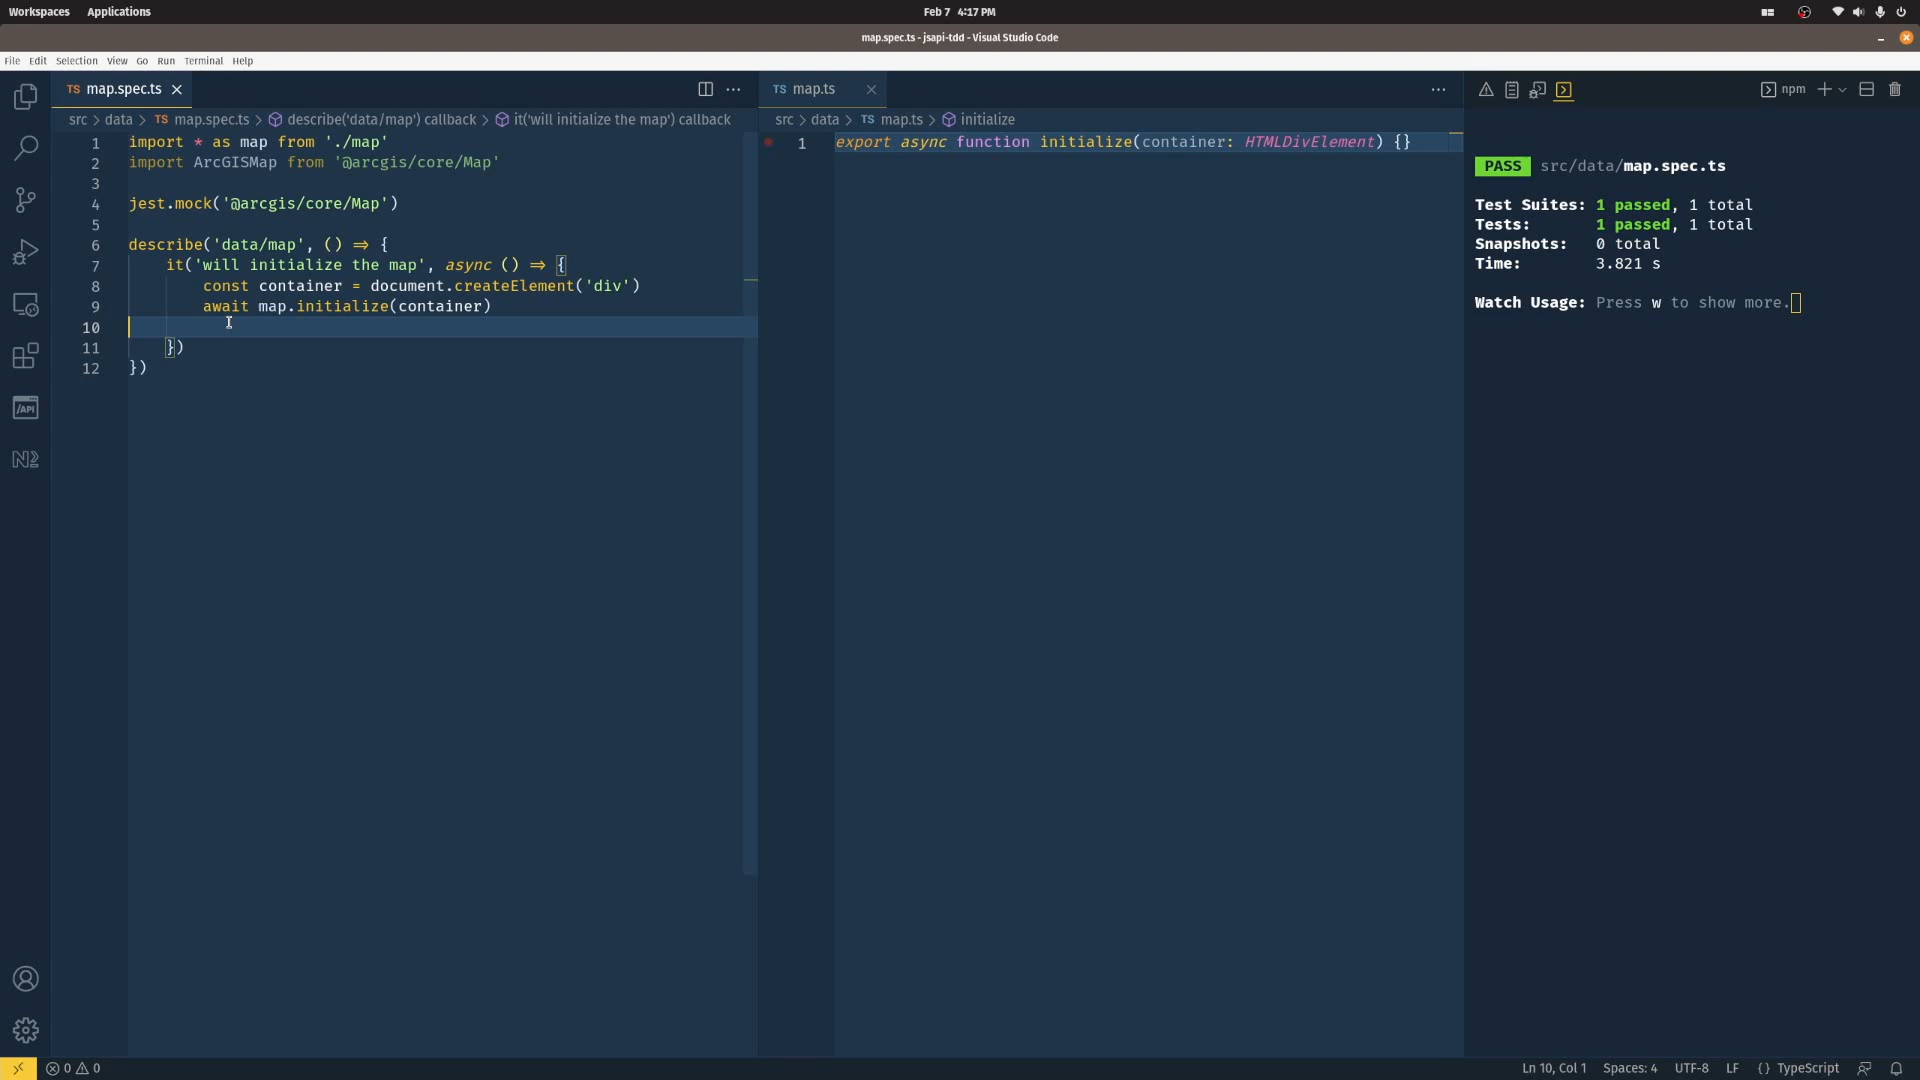 Workspaces Applications Feb 7 4:17 PM
map.spec.ts - jsapi-tdd - Visual Studio Code
File Edit Selection View Go Run Terminal Help
TS map.spec.ts
src > data > TS map.spec.ts > describe('data/map') callback > it('will initialize the map') callback
1 import * as map from './map'
2 import ArcGISMap from '@arcgis/core/Map'
3
4 jest.mock('@arcgis/core/Map')
5
6 describe('data/map', () => {
7 it('will initialize the map', async () => {
8 const container = document.createElement('div')
9 await map.initialize(container)
10
11 })
12 })
TS map.ts
src > data > TS map.ts > initialize
1 export async function initialize(container: HTMLDivElement) {}
npm
PASS src/data/map.spec.ts
Test Suites: 1 passed, 1 total
Tests: 1 passed, 1 total
Snapshots: 0 total
Time: 3.821 s
Watch Usage: Press w to show more.
/API
N
0 0 Ln 10, Col 1 Spaces: 4 UTF-8 LF {} TypeScript